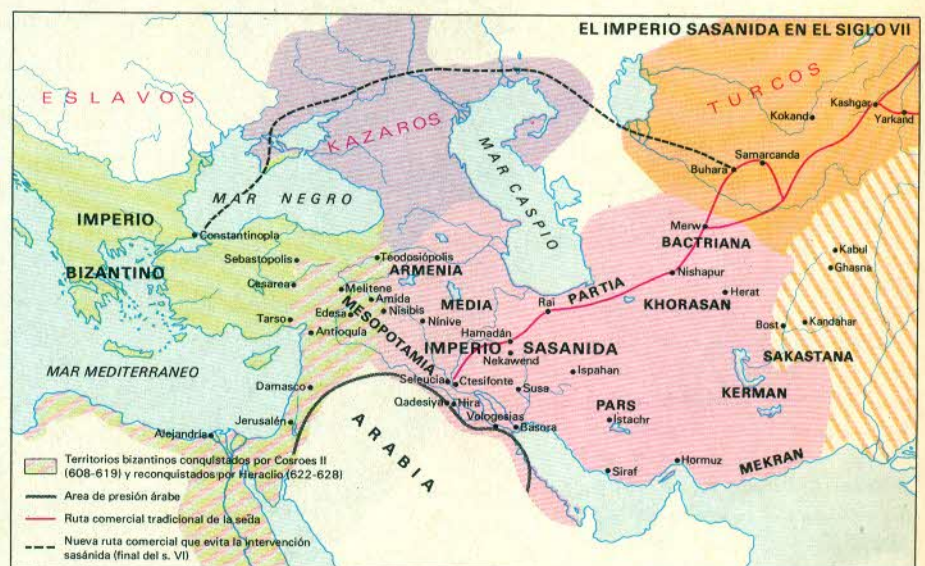 EL IMPERIO SASANIDA EN EL SIGLO VII
ESLAVOS
KAZAROS
TURCOS
Kashgar
Kokand
Yarkand
Samarcanda
Buhara
MAR CASPIO
MAR NEGRO
IMPERIO
BIZANTINO
Constantinopla
Merw
BACTRIANA
Kabul
Ghasna
Sebastopolis
Teodosiópolis
ARMENIA
Nishapur
PARTIA
KHORASAN
Herat
Cesarea
Melitene
Amida
Nisibis
Edesa
MEDIA
Rai
Tarso
Antioquía
MESOPOTAMIA
Nínive
Hamadán
Bost
Kandahar
IMPERIO SASANIDA
Nekawend
SAKASTANA
MAR MEDITERRANEO
Damasco
Seleucia
Ctesifonte
Susa
Ispahan
KERMAN
Qadesiya
Hira
PARS
Istachr
Jerusalén
Vologesias
Basora
Alejandría
ARABIA
Siraf
Hormuz
MEKRAN
Territorios bizantinos conquistados por Cosroes II
(608-619) y reconquistados por Heraclio (622-628)
Area de presión árabe
Ruta comercial tradicional de la seda
Nueva ruta comercial que evita la intervención
sasánida (final del s. VI)